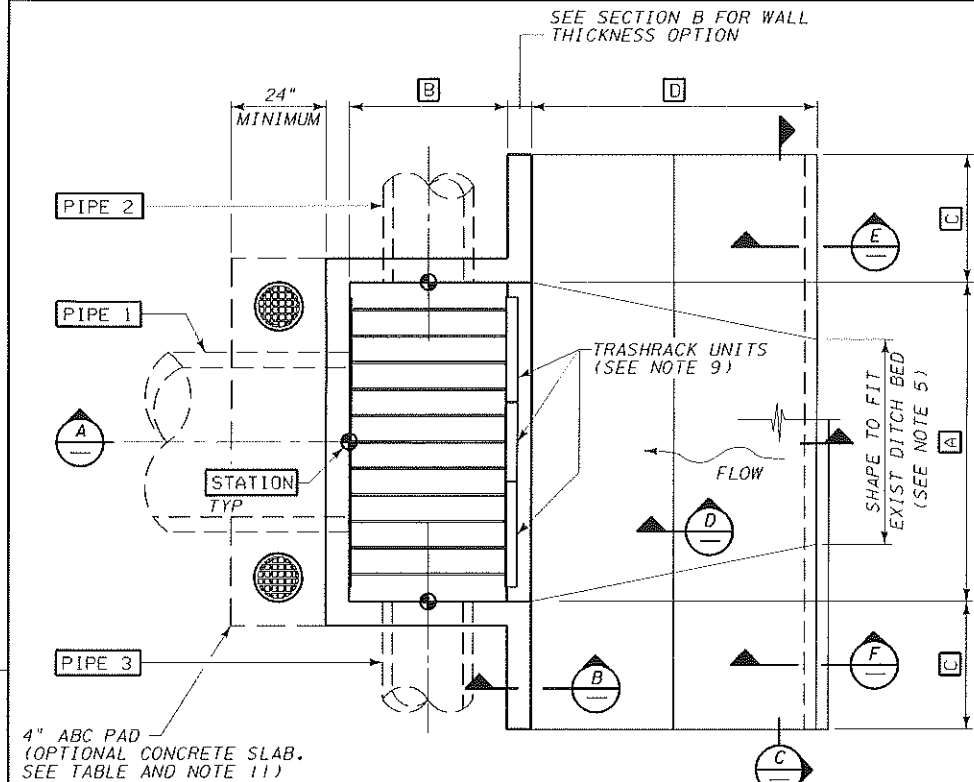 SEE SECTION B FOR WALL
THICKNESS OPTION
24"
MINIMUM
B
D
PIPE 2
C
E
PIPE 1
TRASHRACK UNITS
(SEE NOTE 9)
A
STATION
TYP
FLOW
SHAPE TO FIT
EXIST DITCH BED
(SEE NOTE 5)
A
D
PIPE 3
B
F
C
4" ABC PAD
(OPTIONAL CONCRETE SLAB.
SEE TABLE AND NOTE 11)
C